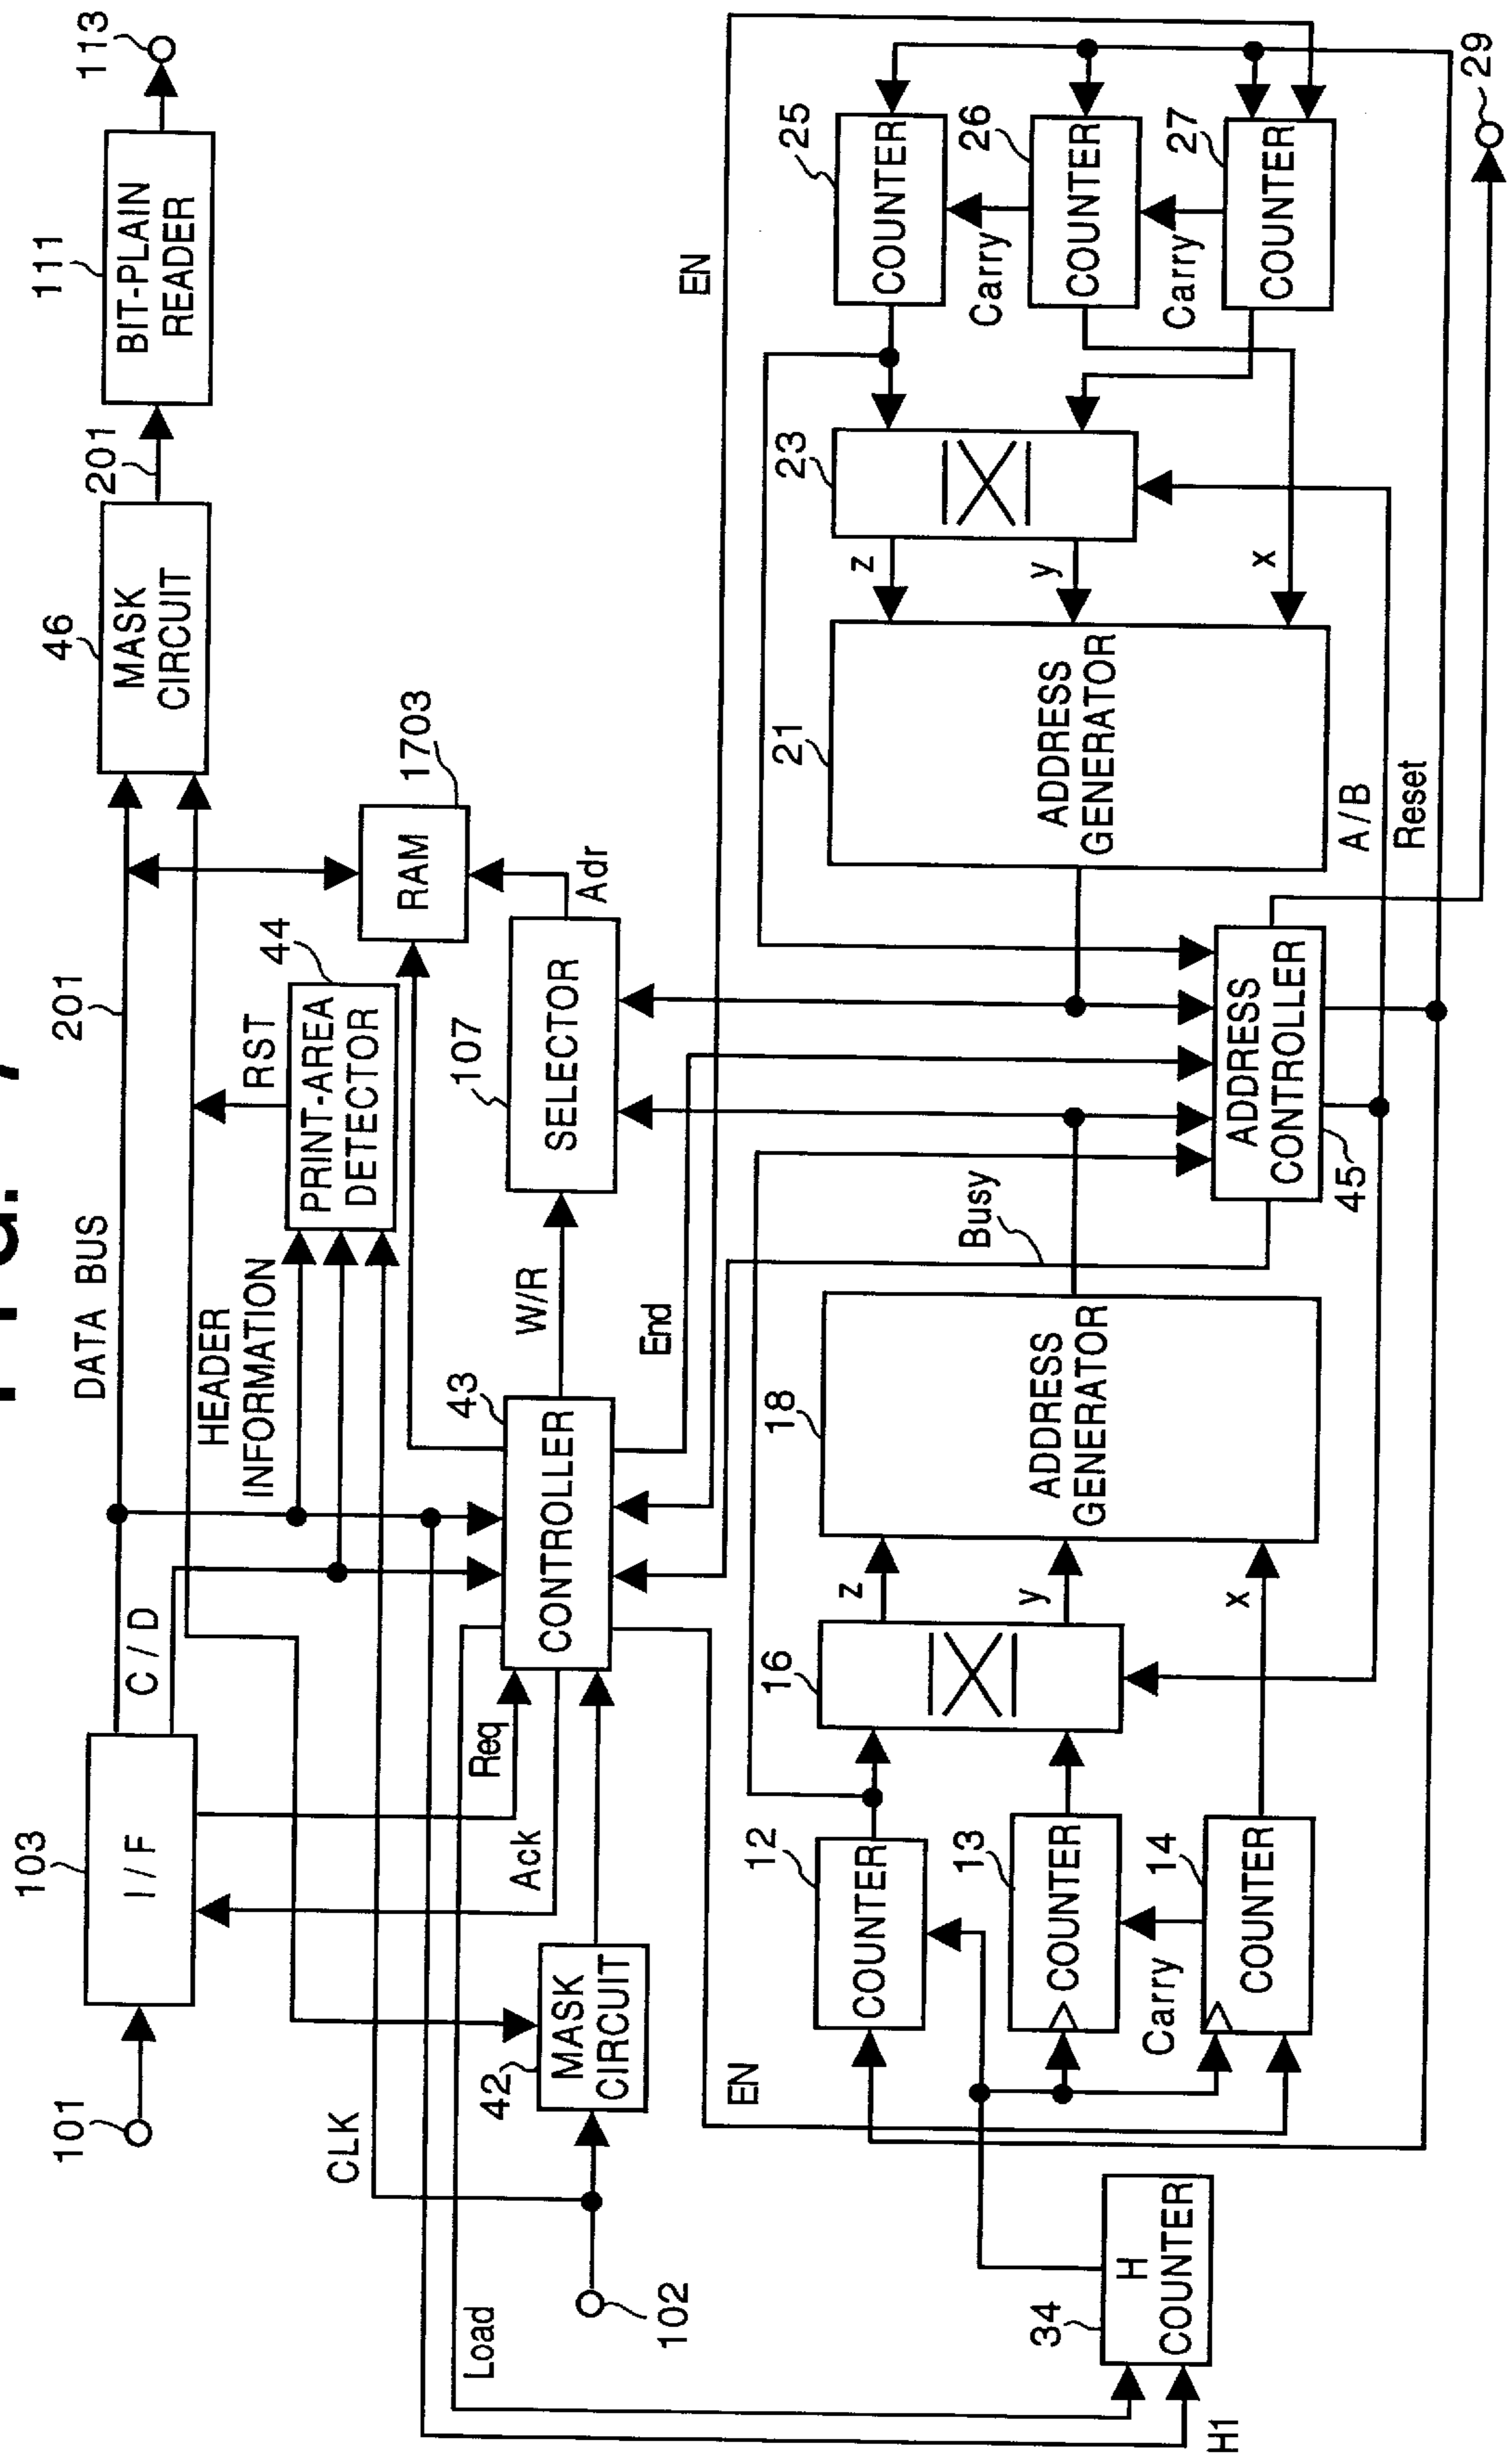 113
111
BIT-PLAIN
READER
201
46
MASK
CIRCUIT
201
DATA BUS
1703
RAM
44
RST
PRINT-AREA
DETECTOR
HEADER
INFORMATION
C/D
103
I/F
101
Adr
107
SELECTOR
W/R
End
43
CONTROLLER
Req
Ack
42
MASK
CIRCUIT
CLK
102
Load
EN
25
COUNTER
Carry
26
COUNTER
Carry
27
COUNTER
29
23
z
y
x
21
ADDRESS
GENERATOR
A/B
Reset
ADDRESS
CONTROLLER
45
Busy
18
ADDRESS
GENERATOR
z
y
x
16
12
COUNTER
13
COUNTER
Carry
14
COUNTER
EN
34
H
COUNTER
H1